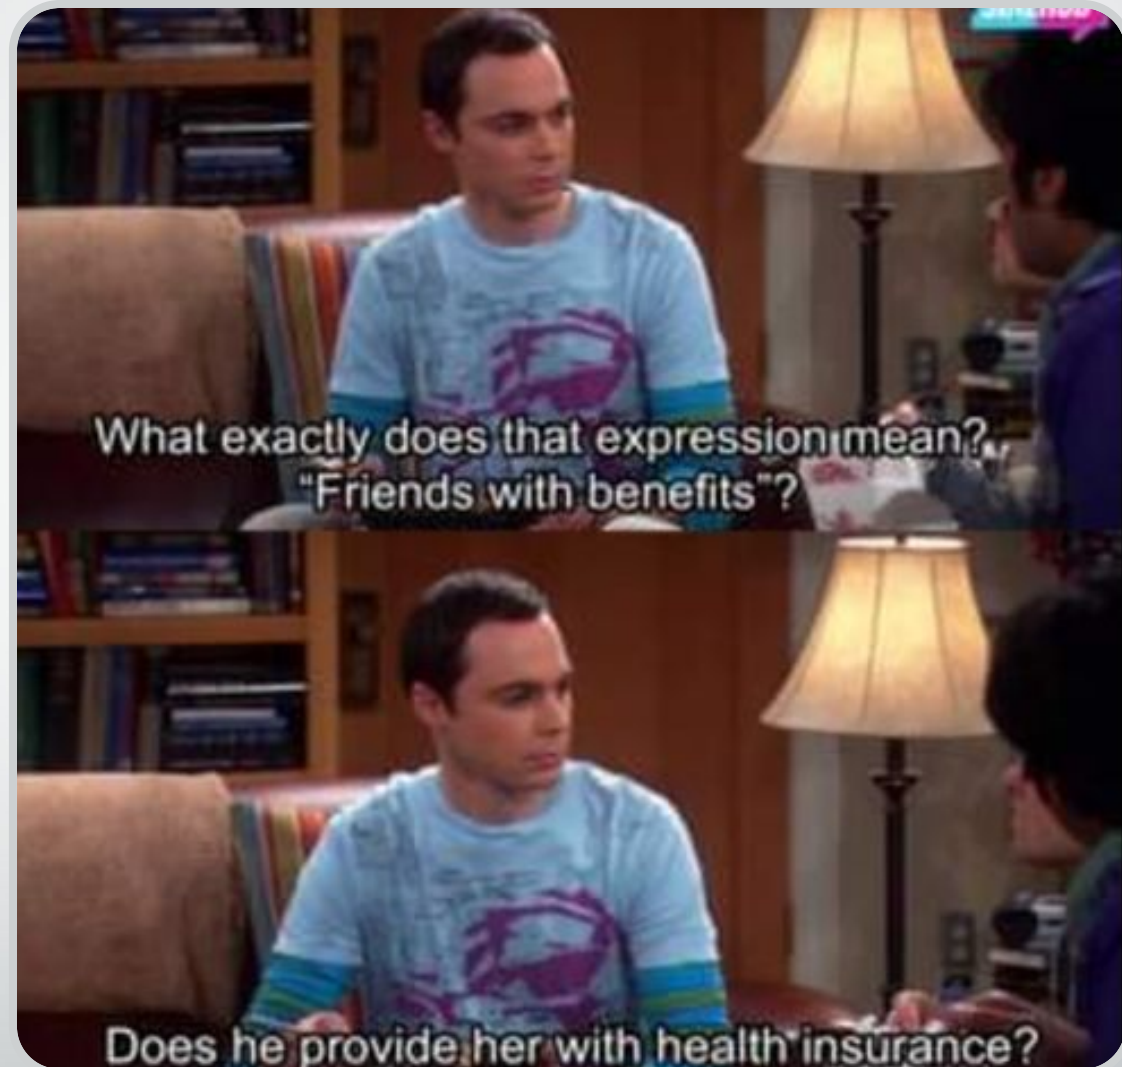 What exactly does that expression mean?
“Friends with benefits”?
Does he provide her with health insurance?